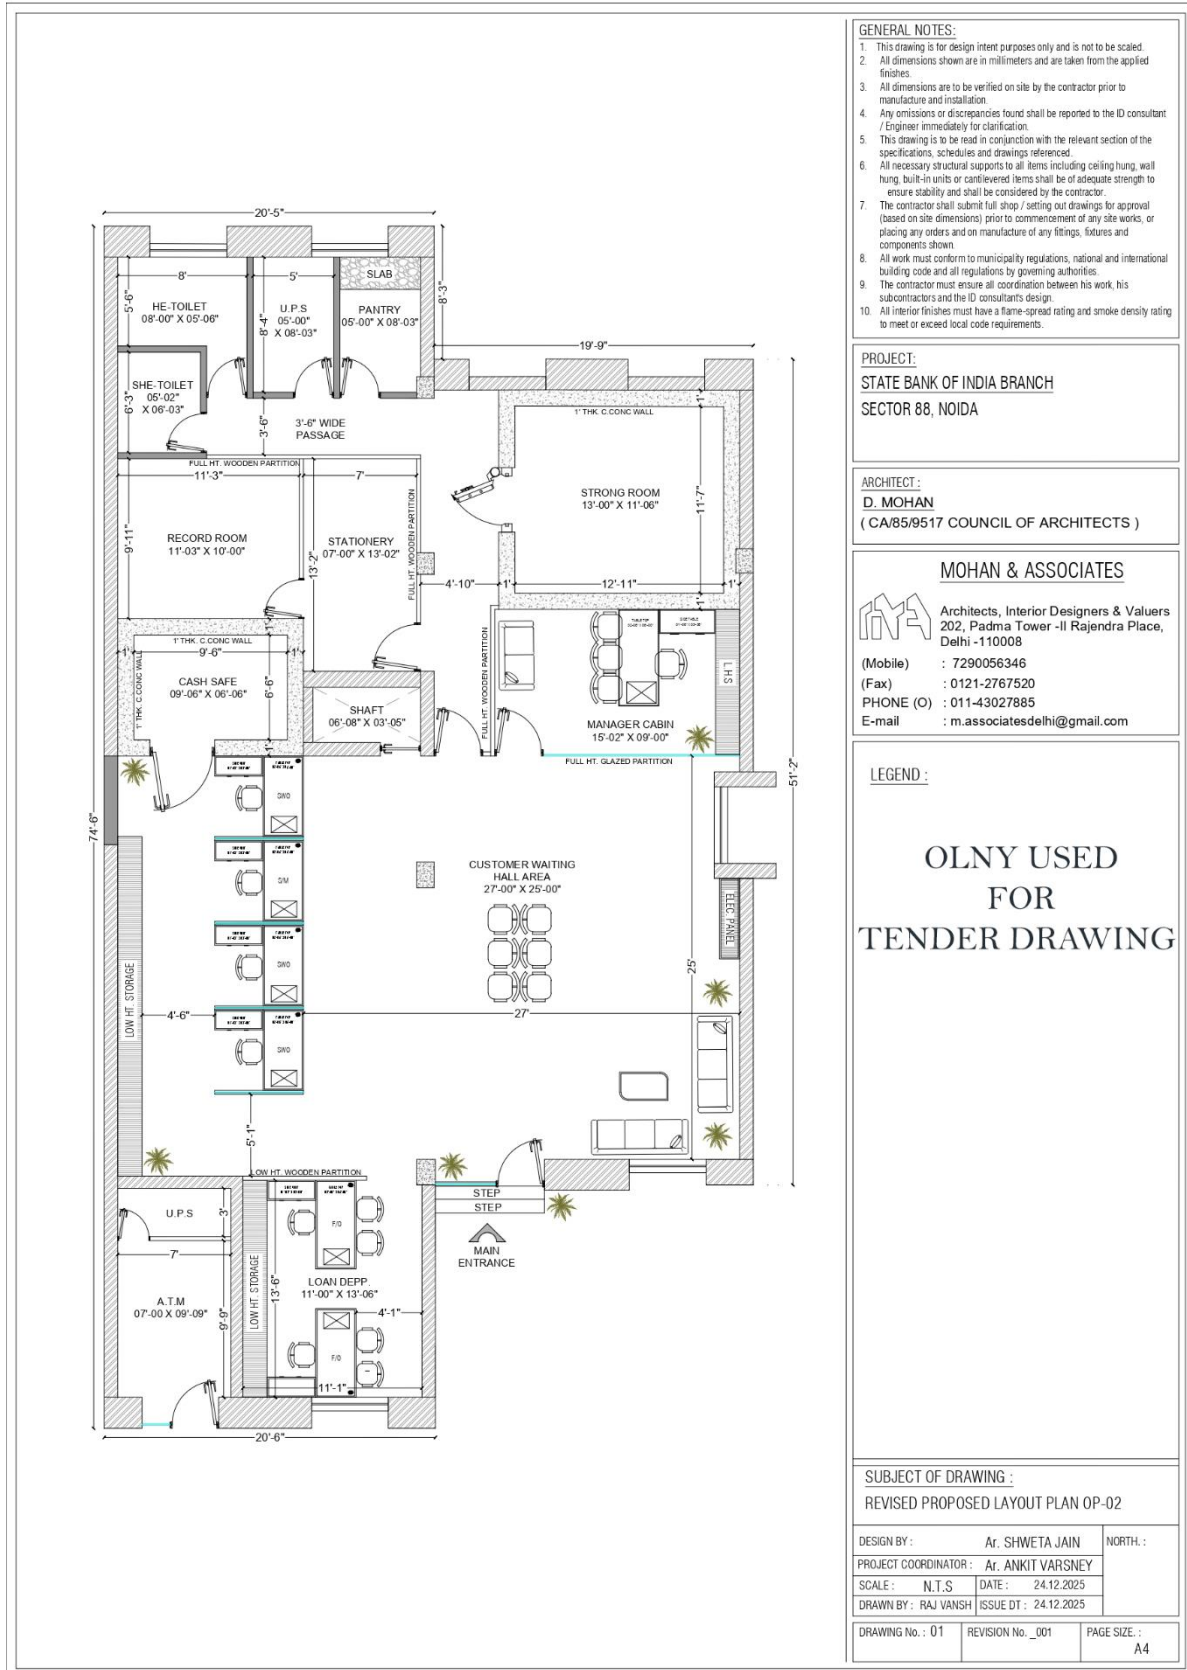 20'-5"
8'
5'
SLAB
HE-TOILET
08'-00" X 05'-06"
5'-6"
U.P.S
05'-00"
X 08'-03"
8'-4"
PANTRY
05'-00" X 08'-03"
8'-3"
19'-9"
SHE-TOILET
05'-02"
X 06'-03"
6'-3"
3'-6"
3'-6" WIDE
PASSAGE
1'
1' THK. C.CONC WALL
FULL HT. WOODEN PARTITION
11'-3"
7'
STRONG ROOM
13'-00" X 11'-06"
11'-7"
FULL HT. WOODEN PARTITION
RECORD ROOM
11'-03" X 10'-00"
9'-11"
STATIONERY
07'-00" X 13'-02"
13'-2"
4'-10"
1'
12'-11"
1'
1'
1'
1' THK. C.CONC WALL
1'
9'-6"
1'
1' THK. C.CONC WALL
CASH SAFE
09'-06" X 06'-06"
6'-6"
1'
SHAFT
06'-08" X 03'-05"
FULL HT. WOODEN PARTITION
L.H.S
MANAGER CABIN
15'-02" X 09'-00"
FULL HT. GLAZED PARTITION
51'-2"
74'-6"
SWO
S/M
SWO
SWO
CUSTOMER WAITING
HALL AREA
27'-00" X 25'-00"
ELEC. PANEL
25'
LOW HT. STORAGE
4'-6"
27'
5'-1"
LOW HT. WOODEN PARTITION
STEP
STEP
MAIN
ENTRANCE
U.P.S
3'
7'
A.T.M
07'-00 X 09'-09"
9'-9"
LOW HT. STORAGE
13'-6"
F/O
LOAN DEPP.
11'-00" X 13'-06"
4'-1"
F/O
11'-1"
20'-6"
GENERAL NOTES:
1. This drawing is for design intent purposes only and is not to be scaled.
2. All dimensions shown are in millimeters and are taken from the applied
finishes.
3. All dimensions are to be verified on site by the contractor prior to
manufacture and installation.
4. Any omissions or discrepancies found shall be reported to the ID consultant
/ Engineer immediately for clarification.
5. This drawing is to be read in conjunction with the relevant section of the
specifications, schedules and drawings referenced.
6. All necessary structural supports to all items including ceiling hung, wall
hung, built-in units or cantilevered items shall be of adequate strength to
ensure stability and shall be considered by the contractor.
7. The contractor shall submit full shop / setting out drawings for approval
(based on site dimensions) prior to commencement of any site works, or
placing any orders and on manufacture of any fittings, fixtures and
components shown.
8. All work must conform to municipality regulations, national and international
building code and all regulations by governing authorities.
9. The contractor must ensure all coordination between his work, his
subcontractors and the ID consultants design.
10. All interior finishes must have a flame-spread rating and smoke density rating
to meet or exceed local code requirements.
PROJECT:
STATE BANK OF INDIA BRANCH
SECTOR 88, NOIDA
ARCHITECT :
D. MOHAN
( CA/85/9517 COUNCIL OF ARCHITECTS )
MOHAN & ASSOCIATES
Architects, Interior Designers & Valuers
202, Padma Tower -II Rajendra Place,
Delhi -110008
(Mobile) : 7290056346
(Fax) : 0121-2767520
PHONE (O) : 011-43027885
E-mail : m.associatesdelhi@gmail.com
LEGEND :
OLNY USED
FOR
TENDER DRAWING
SUBJECT OF DRAWING :
REVISED PROPOSED LAYOUT PLAN OP-02
DESIGN BY : Ar. SHWETA JAIN
NORTH. :
PROJECT COORDINATOR : Ar. ANKIT VARSNEY
SCALE : N.T.S DATE : 24.12.2025
DRAWN BY : RAJ VANSH ISSUE DT : 24.12.2025
DRAWING No. : 01 REVISION No. _001 PAGE SIZE. :
A4